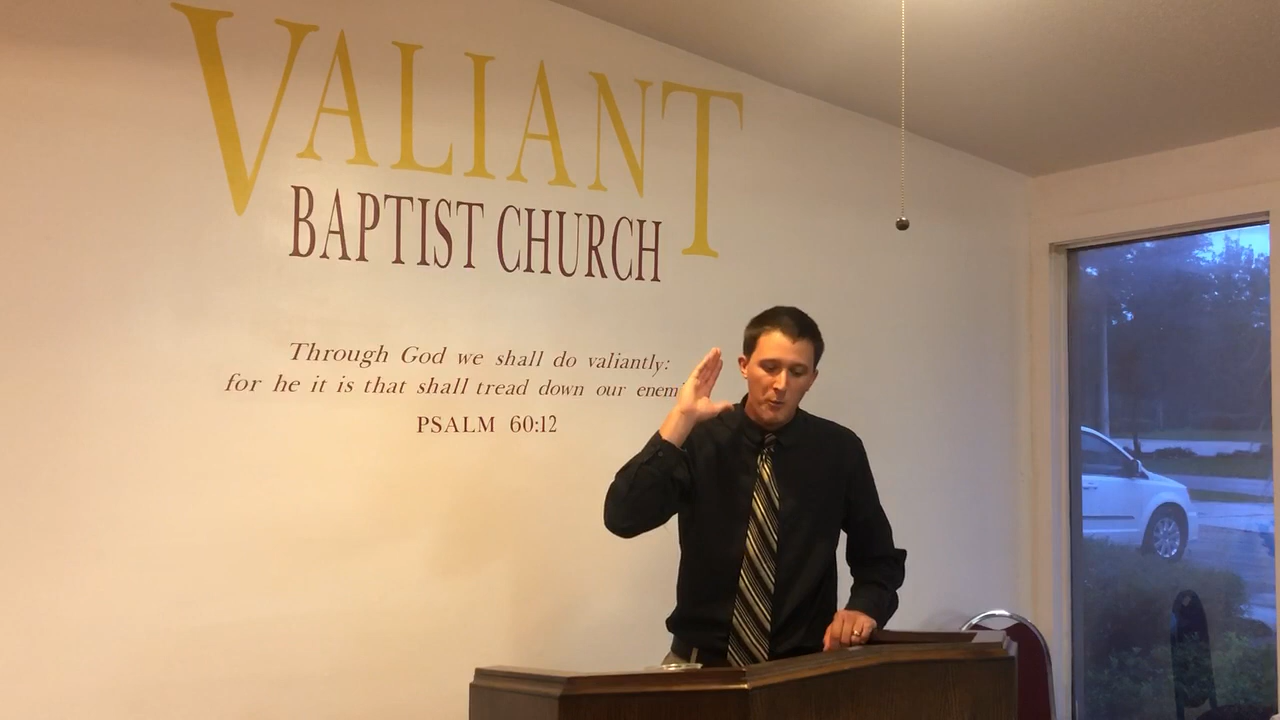 VALIANT
BAPTIST CHURCH
Through God we shall do valiantly:
for he it is that shall tread down our enem
PSALM 60:12